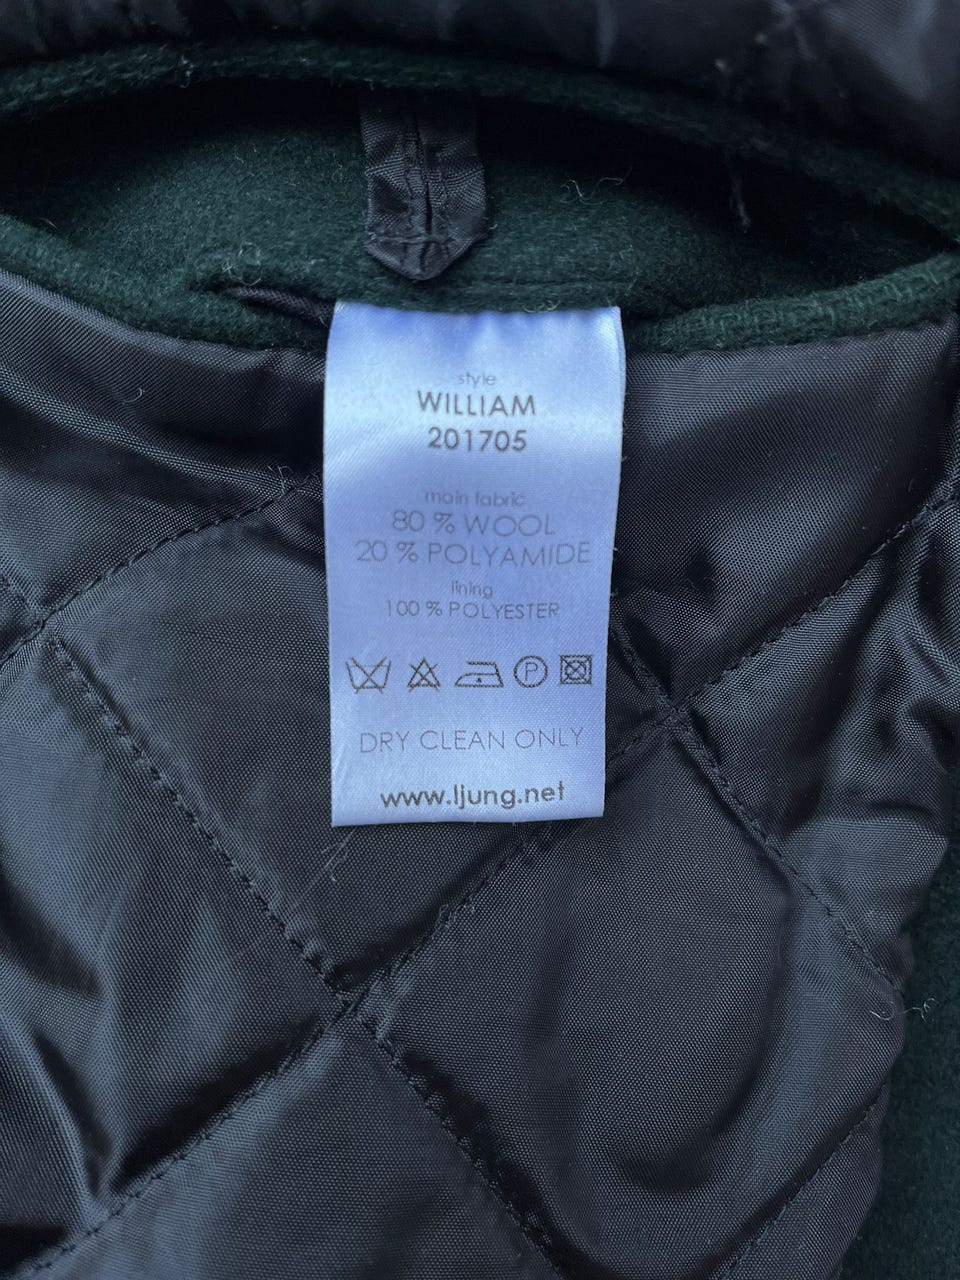 style
WILLIAM
201705
main fabric
80 % WOOL
20 % POLYAMIDE
lining
100 % POLYESTER
P
DRY CLEAN ONLY
www.ljung.net